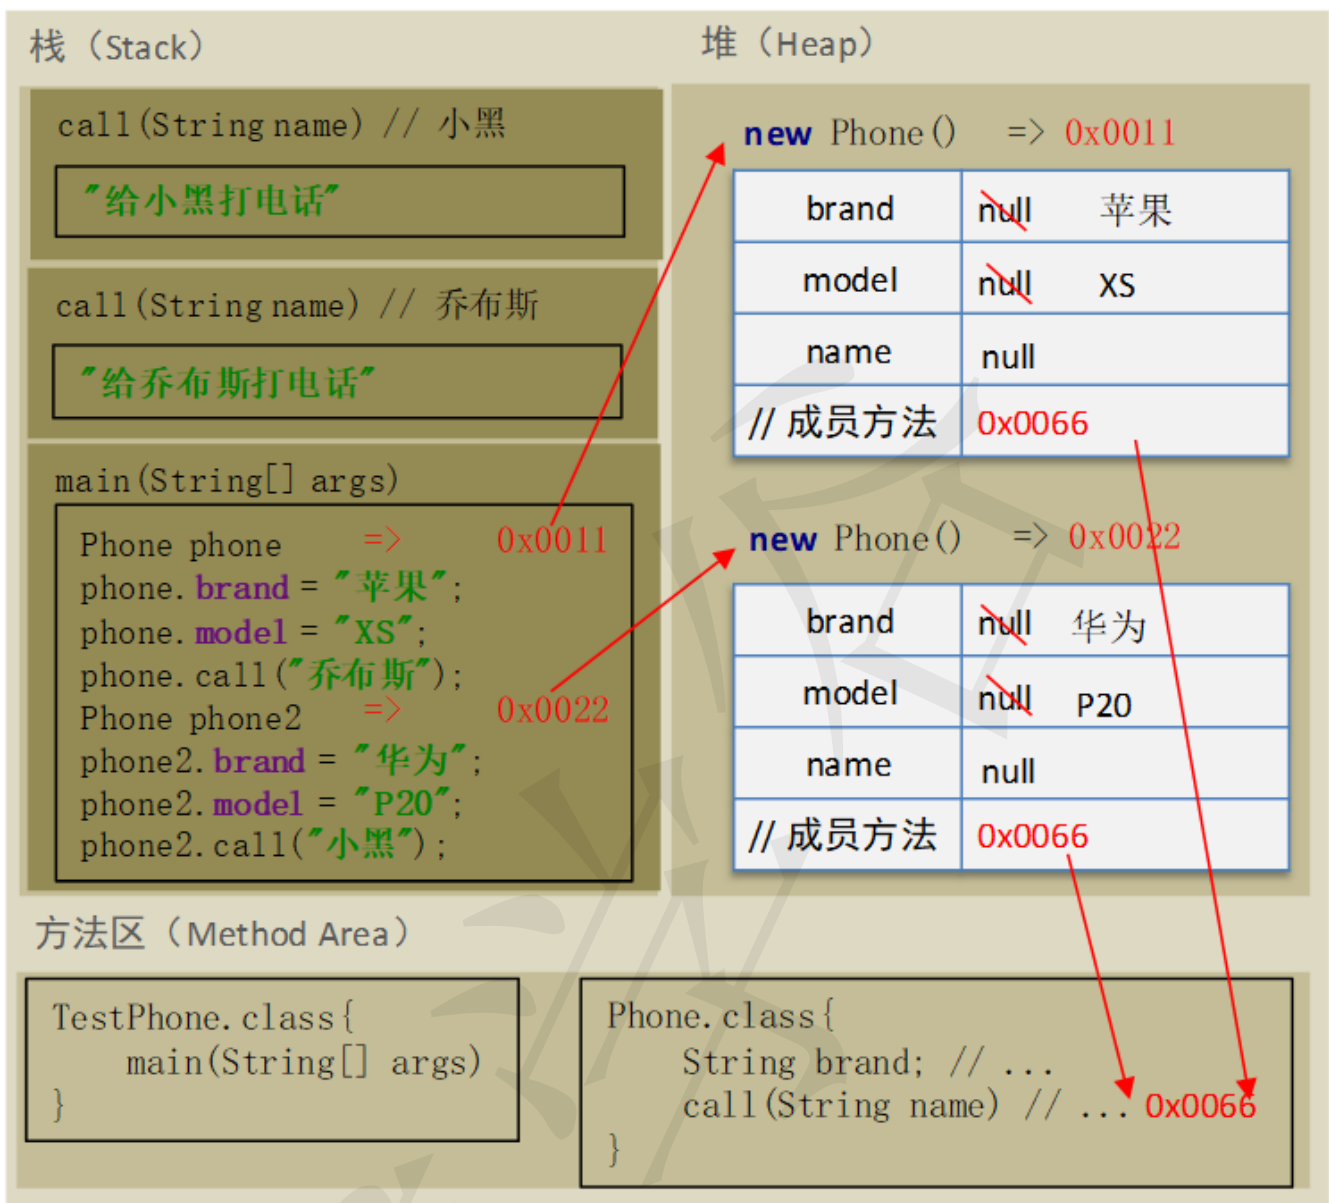 栈（Stack）
call(String name) // 小黑
"给小黑打电话"
call(String name) // 乔布斯
"给乔布斯打电话"
main(String[] args)
Phone phone => 0x0011
phone.brand = "苹果";
phone.model = "XS";
phone.call("乔布斯");
Phone phone2 => 0x0022
phone2.brand = "华为";
phone2.model = "P20";
phone2.call("小黑");
堆（Heap）
new Phone() => 0x0011
brand null 苹果
model null XS
name null
// 成员方法 0x0066
new Phone() => 0x0022
brand null 华为
model null P20
name null
// 成员方法 0x0066
方法区（Method Area）
TestPhone.class{
main(String[] args)
}
Phone.class{
String brand; // ...
call(String name) // ... 0x0066
}